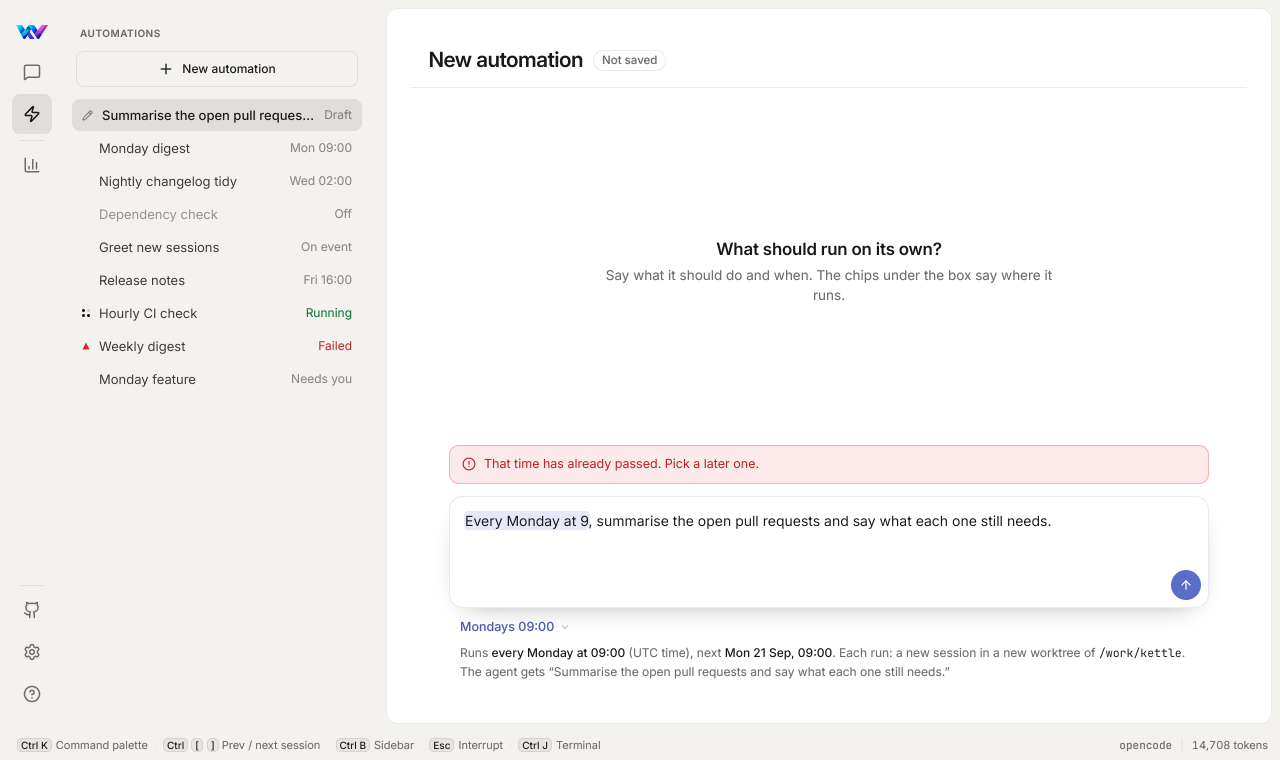 AUTOMATIONS
New automation
Summarise the open pull reques... Draft
Monday digest Mon 09:00
Nightly changelog tidy Wed 02:00
Dependency check Off
Greet new sessions On event
Release notes Fri 16:00
Hourly CI check Running
Weekly digest Failed
Monday feature Needs you
New automation Not saved
What should run on its own?
Say what it should do and when. The chips under the box say where it
runs.
That time has already passed. Pick a later one.
Every Monday at 9, summarise the open pull requests and say what each one still needs.
Mondays 09:00
Runs every Monday at 09:00 (UTC time), next Mon 21 Sep, 09:00. Each run: a new session in a new worktree of /work/kettle.
The agent gets “Summarise the open pull requests and say what each one still needs.”
Ctrl K Command palette Ctrl [ ] Prev / next session Ctrl B Sidebar Esc Interrupt Ctrl J Terminal opencode 14,708 tokens